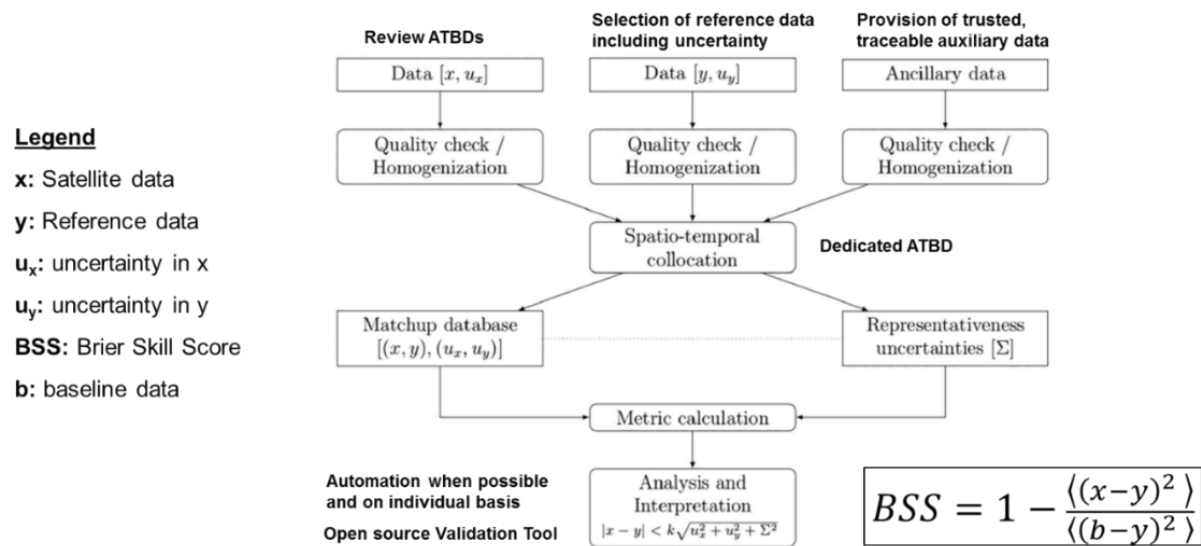 Review ATBDs
Selection of reference data
including uncertainty
Provision of trusted,
traceable auxiliary data
Data [x, uₓ]
Data [y, u_y]
Ancillary data
Legend
x: Satellite data
y: Reference data
uₓ: uncertainty in x
u_y: uncertainty in y
BSS: Brier Skill Score
b: baseline data
Quality check /
Homogenization
Quality check /
Homogenization
Quality check /
Homogenization
Spatio-temporal
collocation
Dedicated ATBD
Matchup database
[(x, y), (uₓ, u_y)]
Representativeness
uncertainties [Σ]
Metric calculation
Automation when possible
and on individual basis
Open source Validation Tool
Analysis and
Interpretation
|x − y| < k√(uₓ² + u_y² + Σ²)
BSS = 1 − ⟨(x−y)²⟩ / ⟨(b−y)²⟩